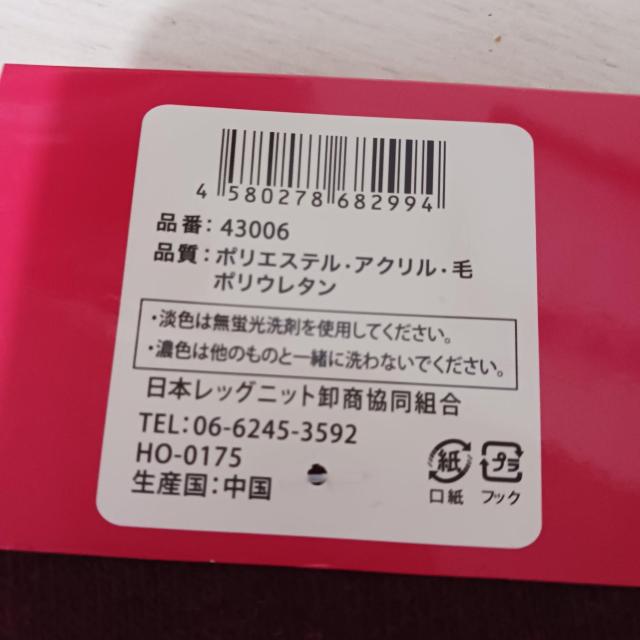 4 580278 682994
品番：43006
品質：ポリエステル・アクリル・毛
ポリウレタン
・淡色は無蛍光洗剤を使用してください。
・濃色は他のものと一緒に洗わないでください。
日本レッグニット卸商協同組合
TEL：06-6245-3592
HO-0175
生産国：中国
紙 プラ
口紙 フック